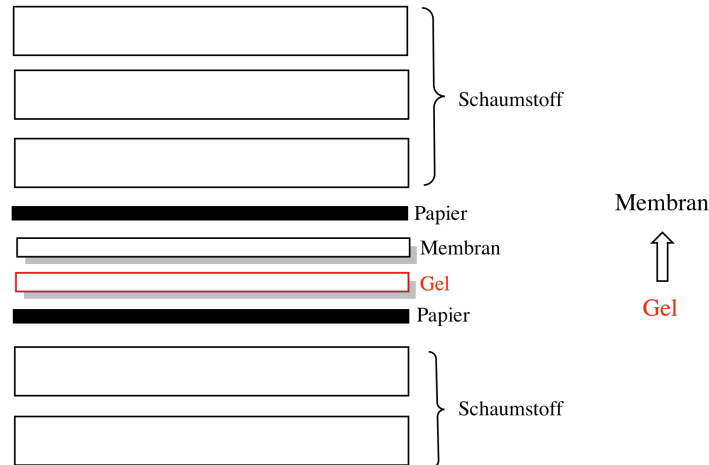 Schaumstoff
Papier
Membran
Gel
Papier
Schaumstoff
Membran
Gel